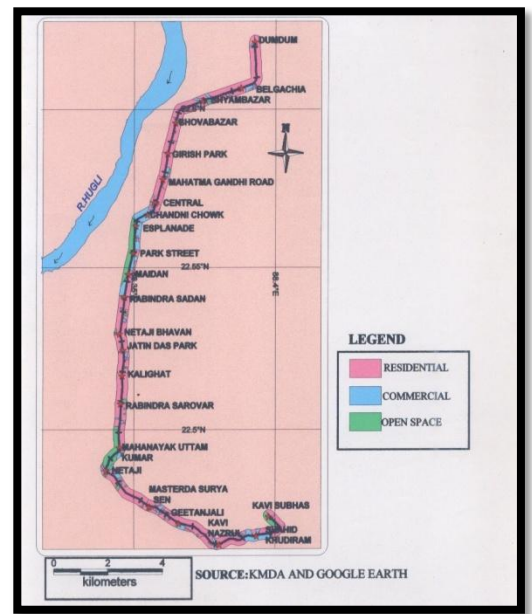 DUMDUM
BELGACHIA
SHYAMBAZAR
SHOVABAZAR
N
GIRISH PARK
MAHATMA GANDHI ROAD
R.HUGLI
CENTRAL
CHANDNI CHOWK
ESPLANADE
PARK STREET
22.55°N
88.4°E
MAIDAN
RABINDRA SADAN
NETAJI BHAVAN
JATIN DAS PARK
KALIGHAT
RABINDRA SAROVAR
22.5°N
MAHANAYAK UTTAM
KUMAR
NETAJI
MASTERDA SURYA
SEN
GEETANJALI
KAVI
NAZRUL
KAVI SUBHAS
SHAHID
KHUDIRAM
LEGEND
RESIDENTIAL
COMMERCIAL
OPEN SPACE
0 2 4
kilometers
SOURCE:KMDA AND GOOGLE EARTH